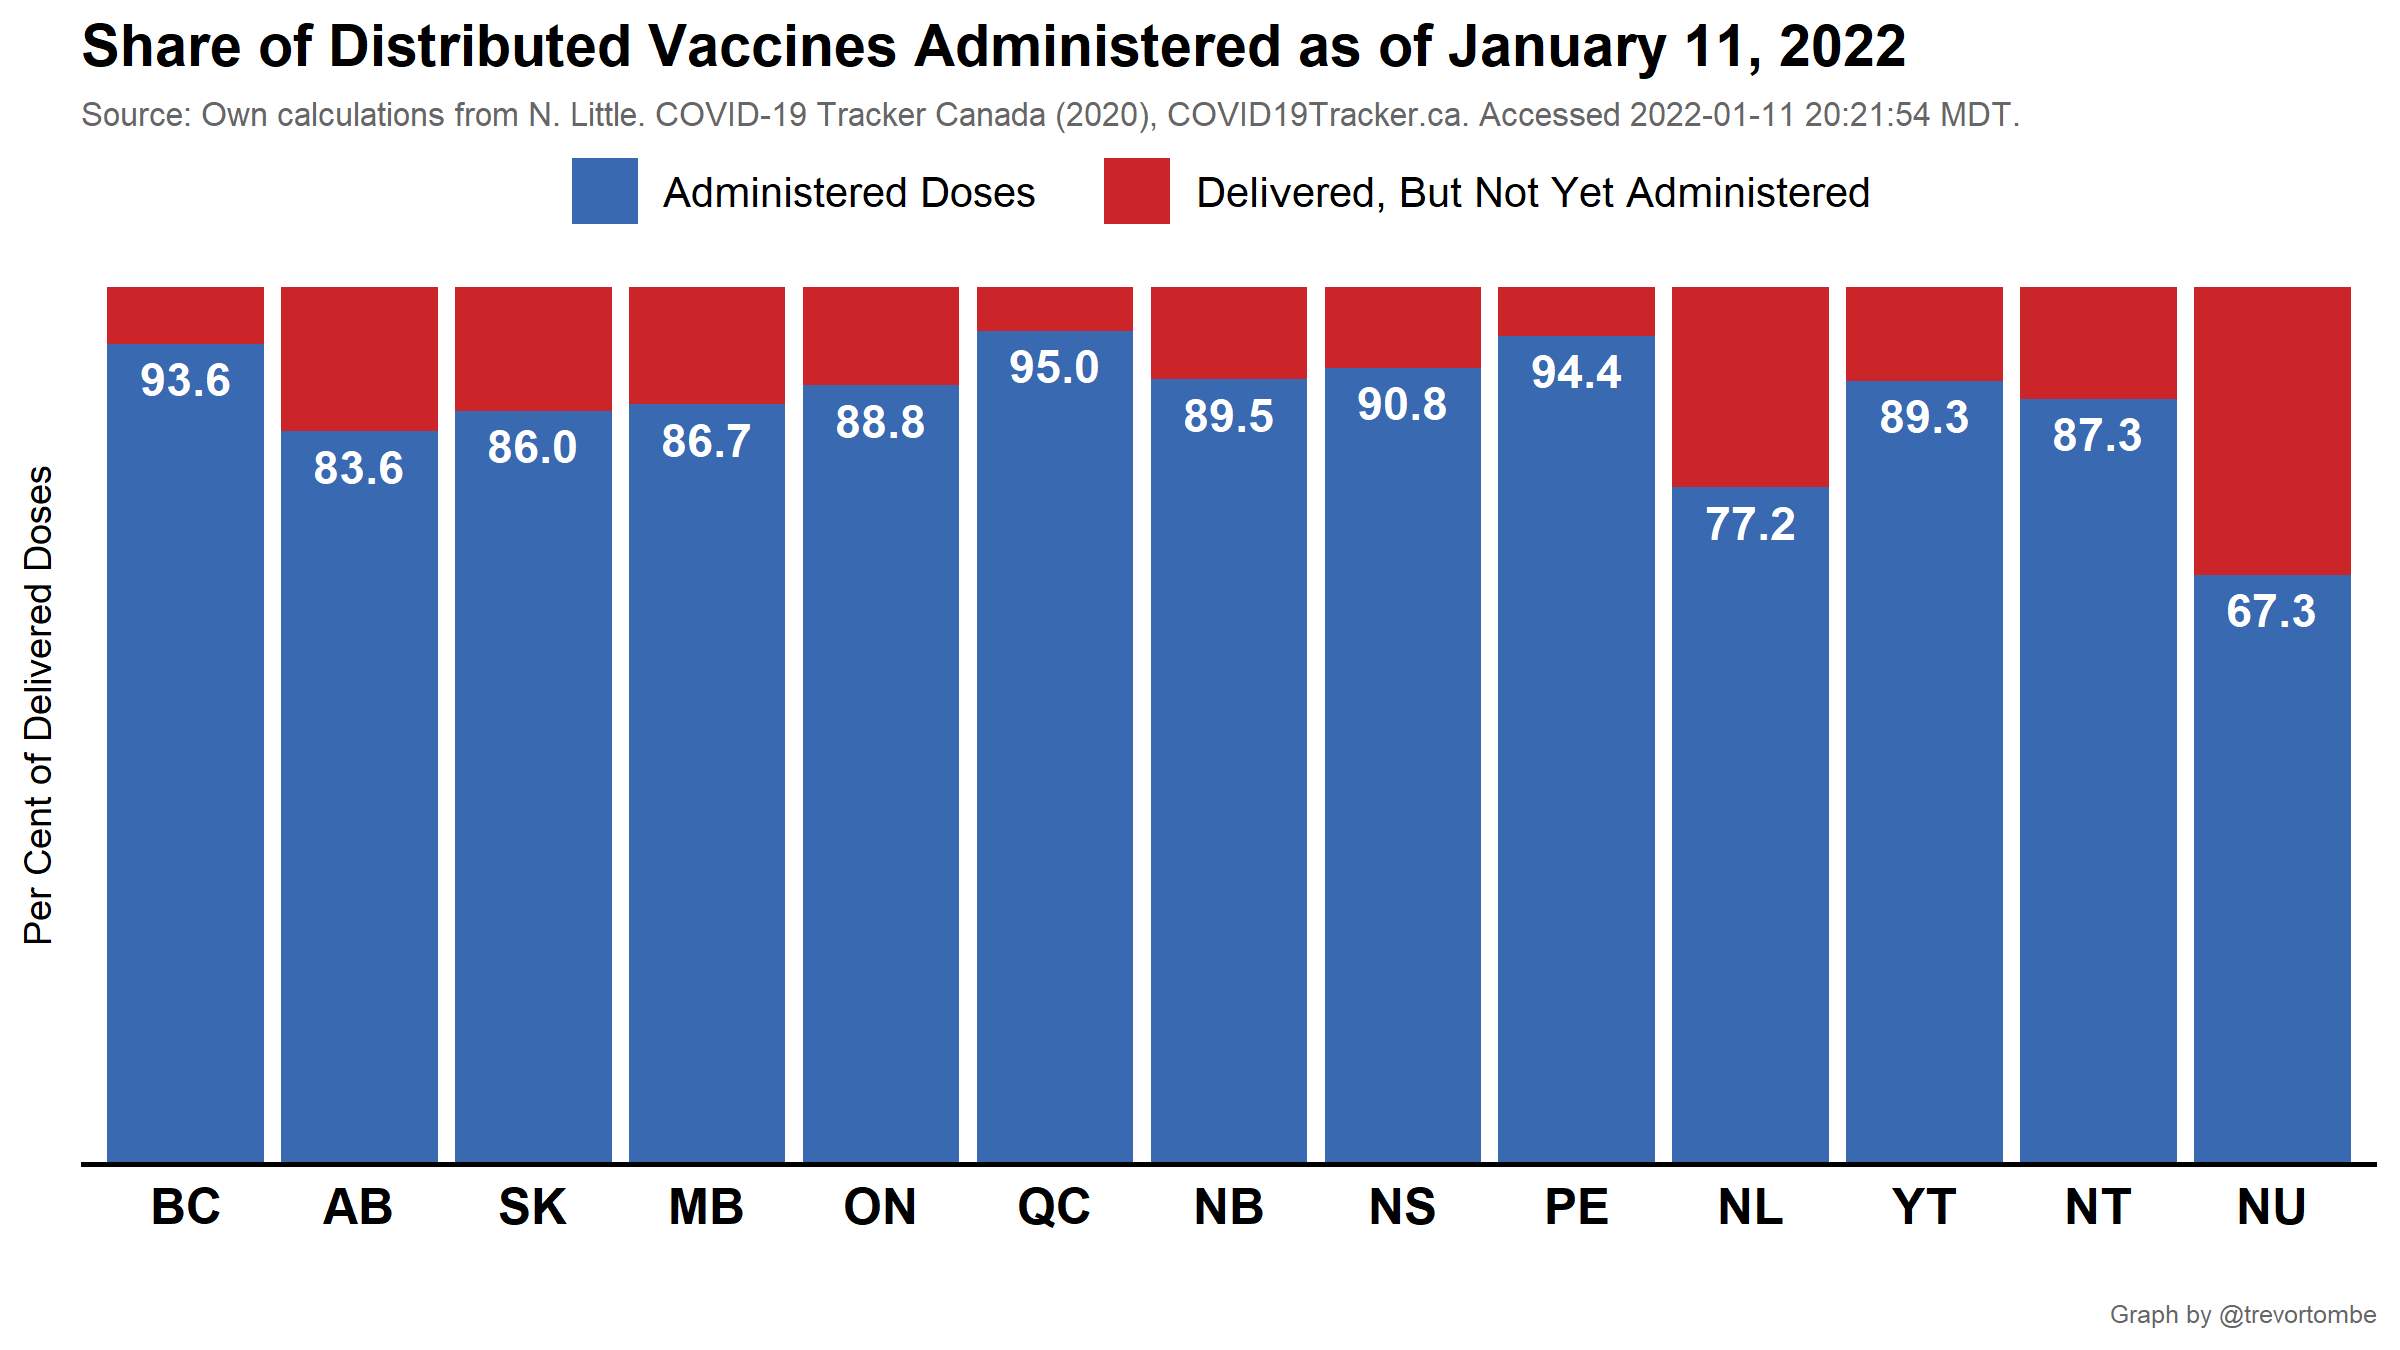 Share of Distributed Vaccines Administered as of January 11, 2022
Source: Own calculations from N. Little. COVID-19 Tracker Canada (2020), COVID19Tracker.ca. Accessed 2022-01-11 20:21:54 MDT.
Administered Doses
Delivered, But Not Yet Administered
Per Cent of Delivered Doses
93.6
83.6
86.0
86.7
88.8
95.0
89.5
90.8
94.4
77.2
89.3
87.3
67.3
BC AB SK MB ON QC NB NS PE NL YT NT NU
Graph by @trevortombe